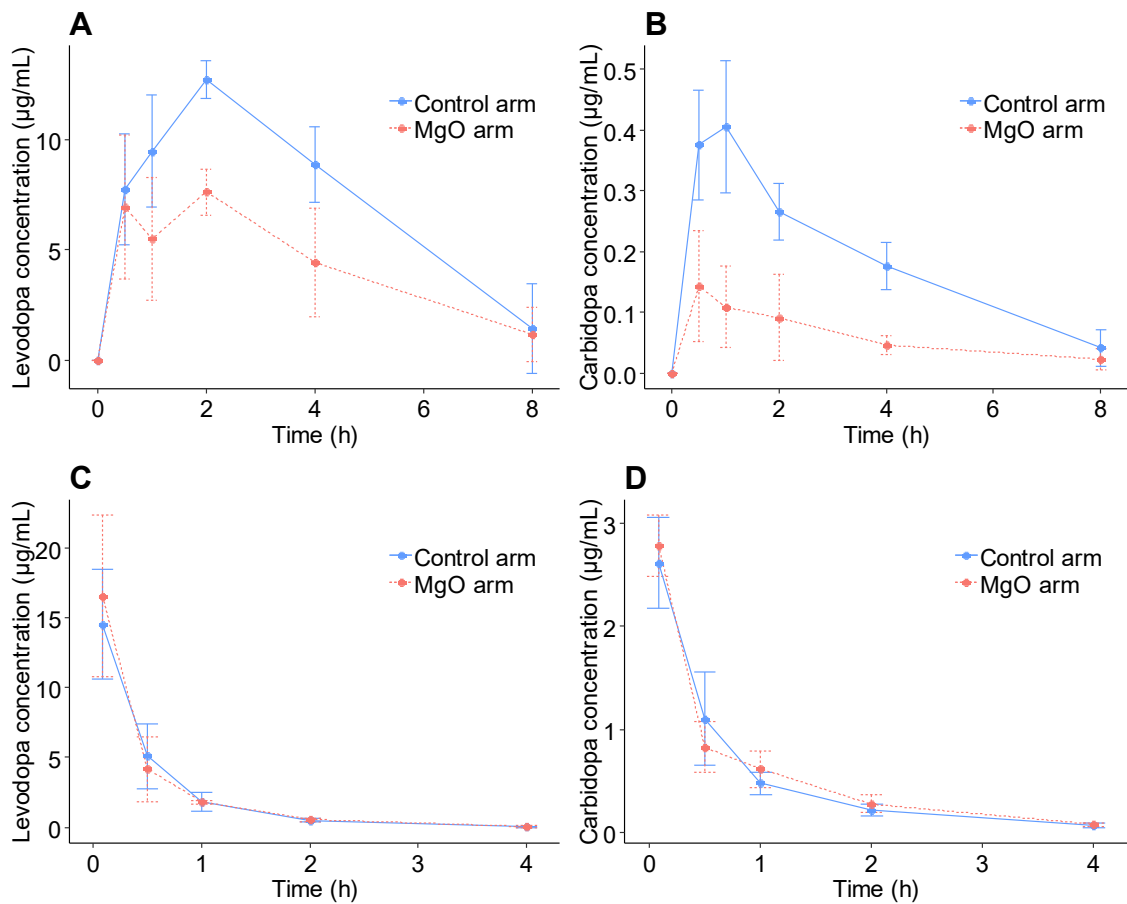 A
Levodopa concentration (µg/mL)
10
5
0
Control arm
MgO arm
0 2 4 6 8
Time (h)
B
Carbidopa concentration (µg/mL)
0.5
0.4
0.3
0.2
0.1
0.0
Control arm
MgO arm
0 2 4 6 8
Time (h)
C
Levodopa concentration (µg/mL)
20
15
10
5
0
Control arm
MgO arm
0 1 2 3 4
Time (h)
D
Carbidopa concentration (µg/mL)
3
2
1
0
Control arm
MgO arm
0 1 2 3 4
Time (h)